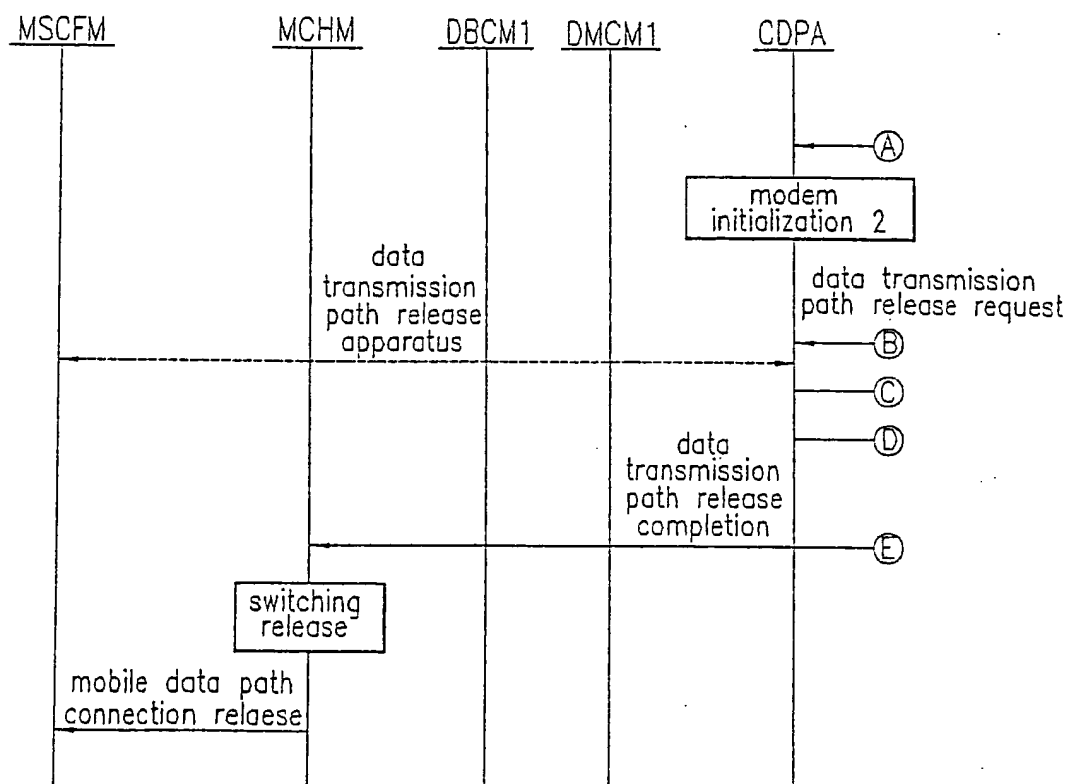 MSCFM MCHM DBCM1 DMCM1 CDPA
A
modem
initialization 2
data
transmission
path release
apparatus
data transmission
path release request
B
C
D
data
transmission
path release
completion
E
switching
release
mobile data path
connection relaese